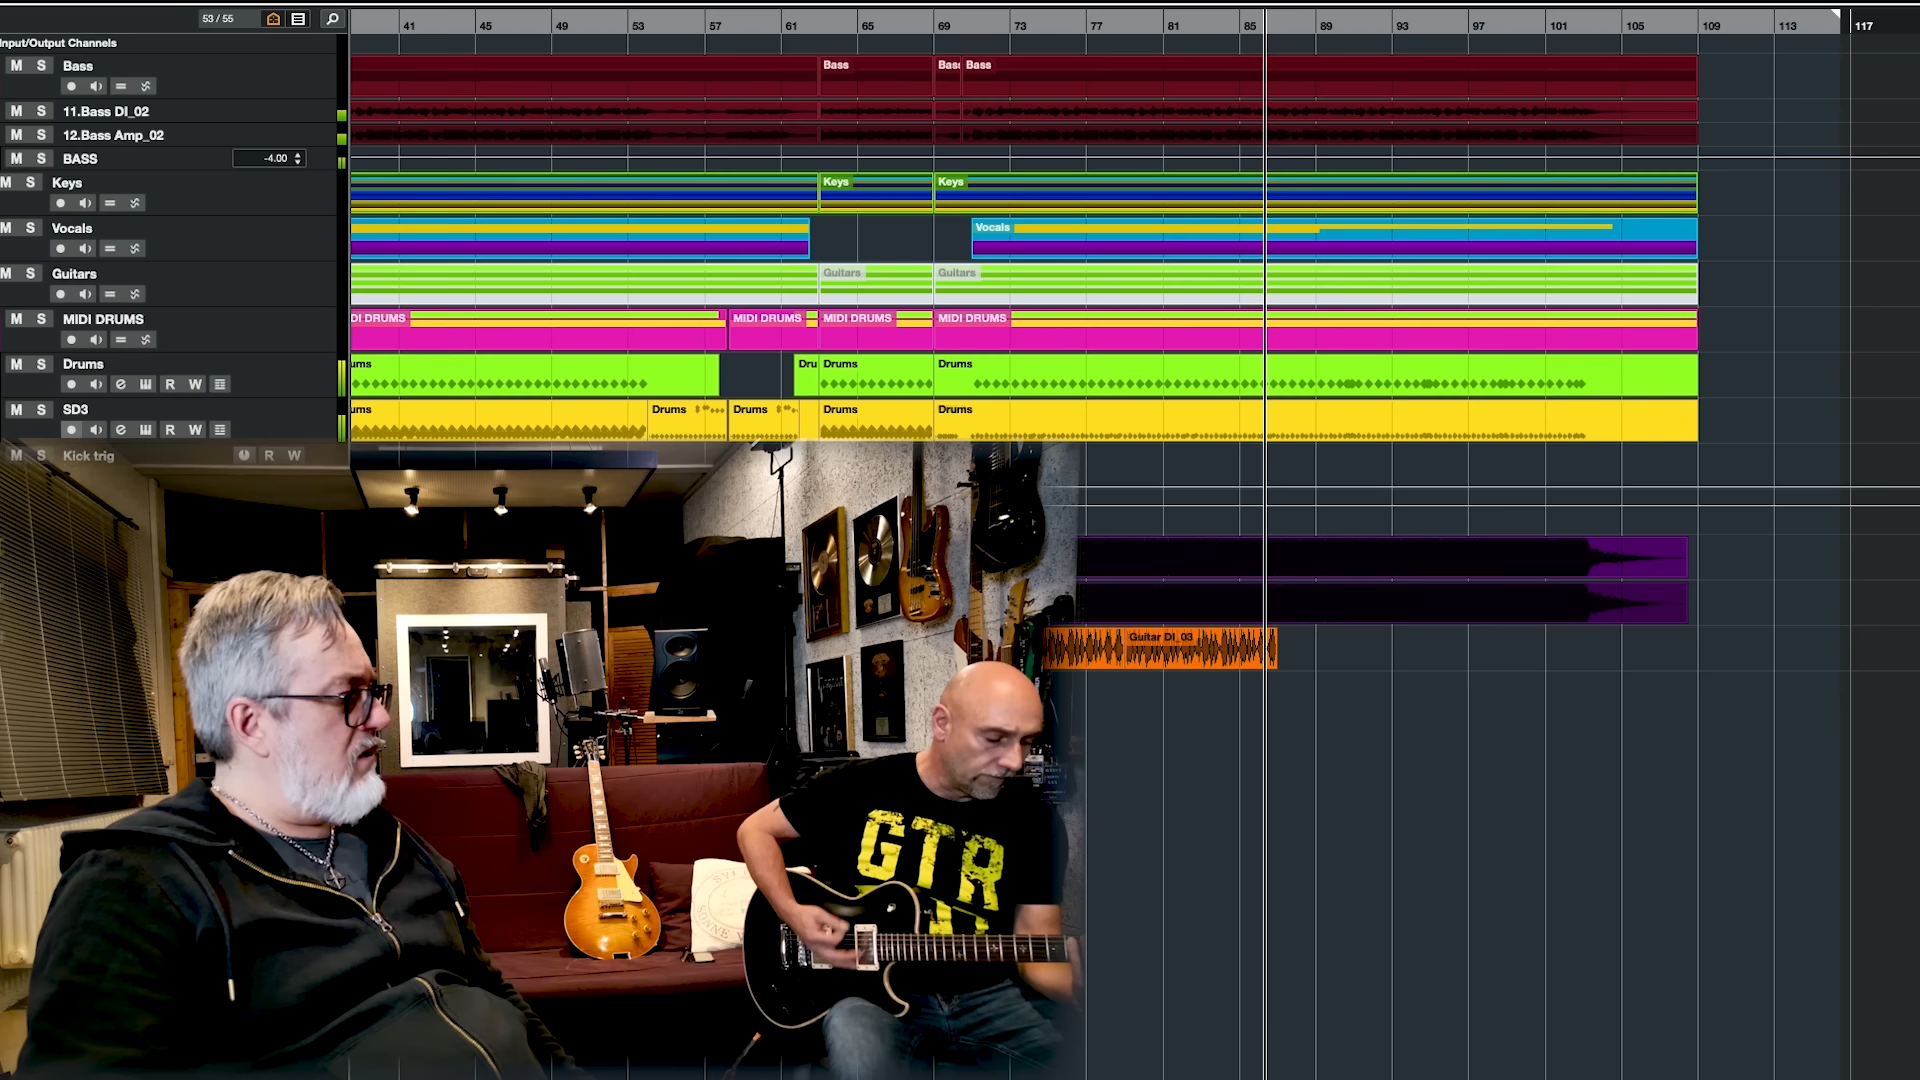 53 / 55
41 45 49 53 57 61 65 69 73 77 81 85 89 93 97 101 105 109 113 117
Input/Output Channels
M S Bass
Bass Bass Bass
M S 11.Bass DI_02
M S 12.Bass Amp_02
M S BASS -4.00
M S Keys
Keys Keys
M S Vocals
Vocals
M S Guitars
Guitars Guitars
M S MIDI DRUMS
DI DRUMS MIDI DRUMS MIDI DRUMS MIDI DRUMS
M S Drums
ums Dru Drums Drums
R W
M S SD3
ums Drums Drums Drums Drums
R W
M S Kick trig R W
Guitar DI_03
GTR